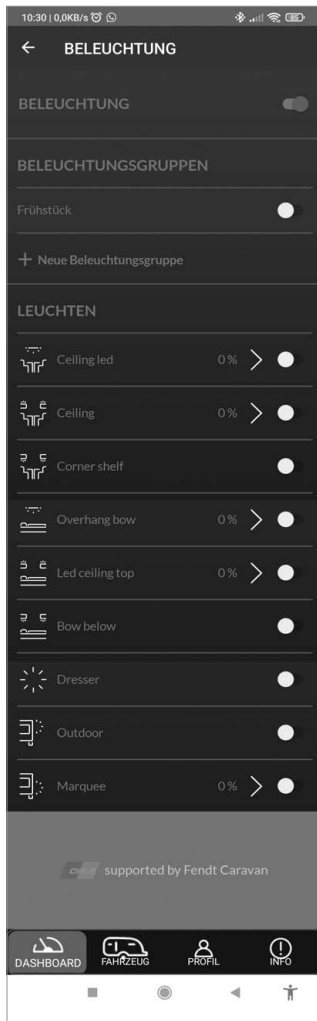 10:30 | 0,0KB/s 85
BELEUCHTUNG
BELEUCHTUNG
BELEUCHTUNGSGRUPPEN
Frühstück
+ Neue Beleuchtungsgruppe
LEUCHTEN
Ceiling led 0 %
Ceiling 0 %
Corner shelf
Overhang bow 0 %
Led ceiling top 0 %
Bow below
Dresser
Outdoor
Marquee 0 %
supported by Fendt Caravan
DASHBOARD FAHRZEUG PROFIL INFO